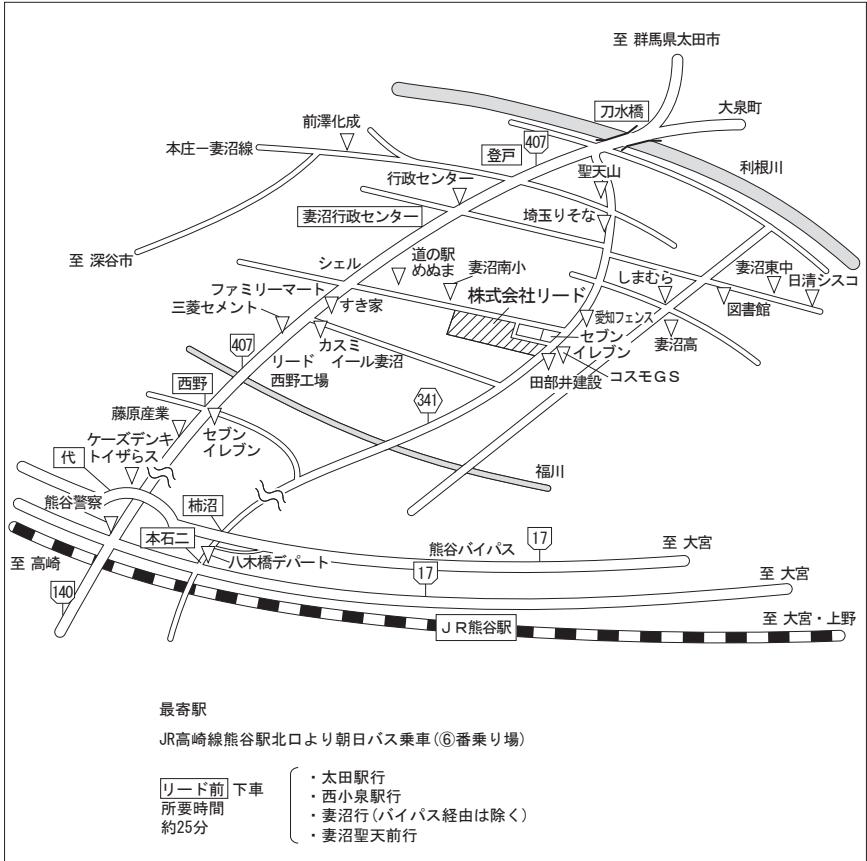 至 群馬県太田市
刀水橋
大泉町
前澤化成
407
本庄ー妻沼線
登戸
利根川
聖天山
行政センター
妻沼行政センター
埼玉りそな
至 深谷市
シェル
道の駅
めぬま
妻沼南小
しまむら
妻沼東中
日清シスコ
ファミリーマート
すき家
株式会社リード
三菱セメント
愛知フェンス
図書館
セブン
イレブン
妻沼高
カスミ
イール妻沼
407
リード
西野工場
コスモGS
田部井建設
西野
341
藤原産業
セブン
イレブン
ケーズデンキ
トイザらス
福川
代
柿沼
熊谷警察
本石二
熊谷バイパス
17
至 大宮
至 高崎
八木橋デパート
17
至 大宮
140
JR熊谷駅
至 大宮・上野
最寄駅
JR高崎線熊谷駅北口より朝日バス乗車(⑥番乗り場)
リード前 下車
所要時間
約25分
・太田駅行
・西小泉駅行
・妻沼行(バイパス経由は除く)
・妻沼聖天前行